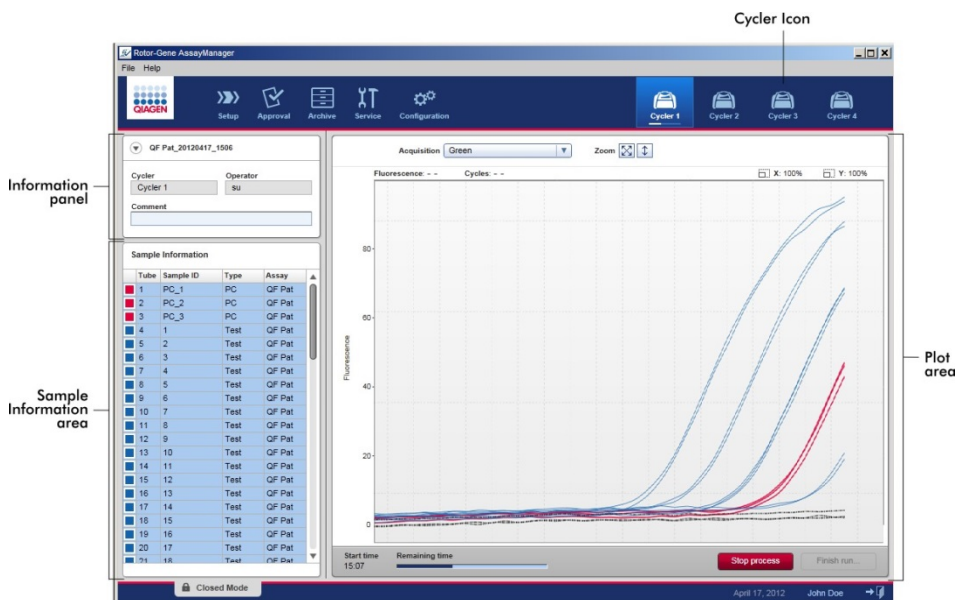 Cycler Icon
Rotor-Gene AssayManager
File Help
QIAGEN
Setup Approval Archive Service Configuration Cycler 1 Cycler 2 Cycler 3 Cycler 4
Information panel
QF Pat_20120417_1506
Cycler Operator
Cycler 1 su
Comment
Acquisition Green Zoom
Fluorescence: - - Cycles: - - X: 100% Y: 100%
Sample Information area
Sample Information
Tube Sample ID Type Assay
1 PC_1 PC QF Pat
2 PC_2 PC QF Pat
3 PC_3 PC QF Pat
4 1 Test QF Pat
5 2 Test QF Pat
6 3 Test QF Pat
7 4 Test QF Pat
8 5 Test QF Pat
9 6 Test QF Pat
10 7 Test QF Pat
11 8 Test QF Pat
12 9 Test QF Pat
13 10 Test QF Pat
14 11 Test QF Pat
15 12 Test QF Pat
16 13 Test QF Pat
17 14 Test QF Pat
18 15 Test QF Pat
19 16 Test QF Pat
20 17 Test QF Pat
21 18 Test QF Pat
Fluorescence
80
60
40
20
0
Plot area
Start time Remaining time
15:07
Stop process Finish run...
Closed Mode
April 17, 2012 John Doe